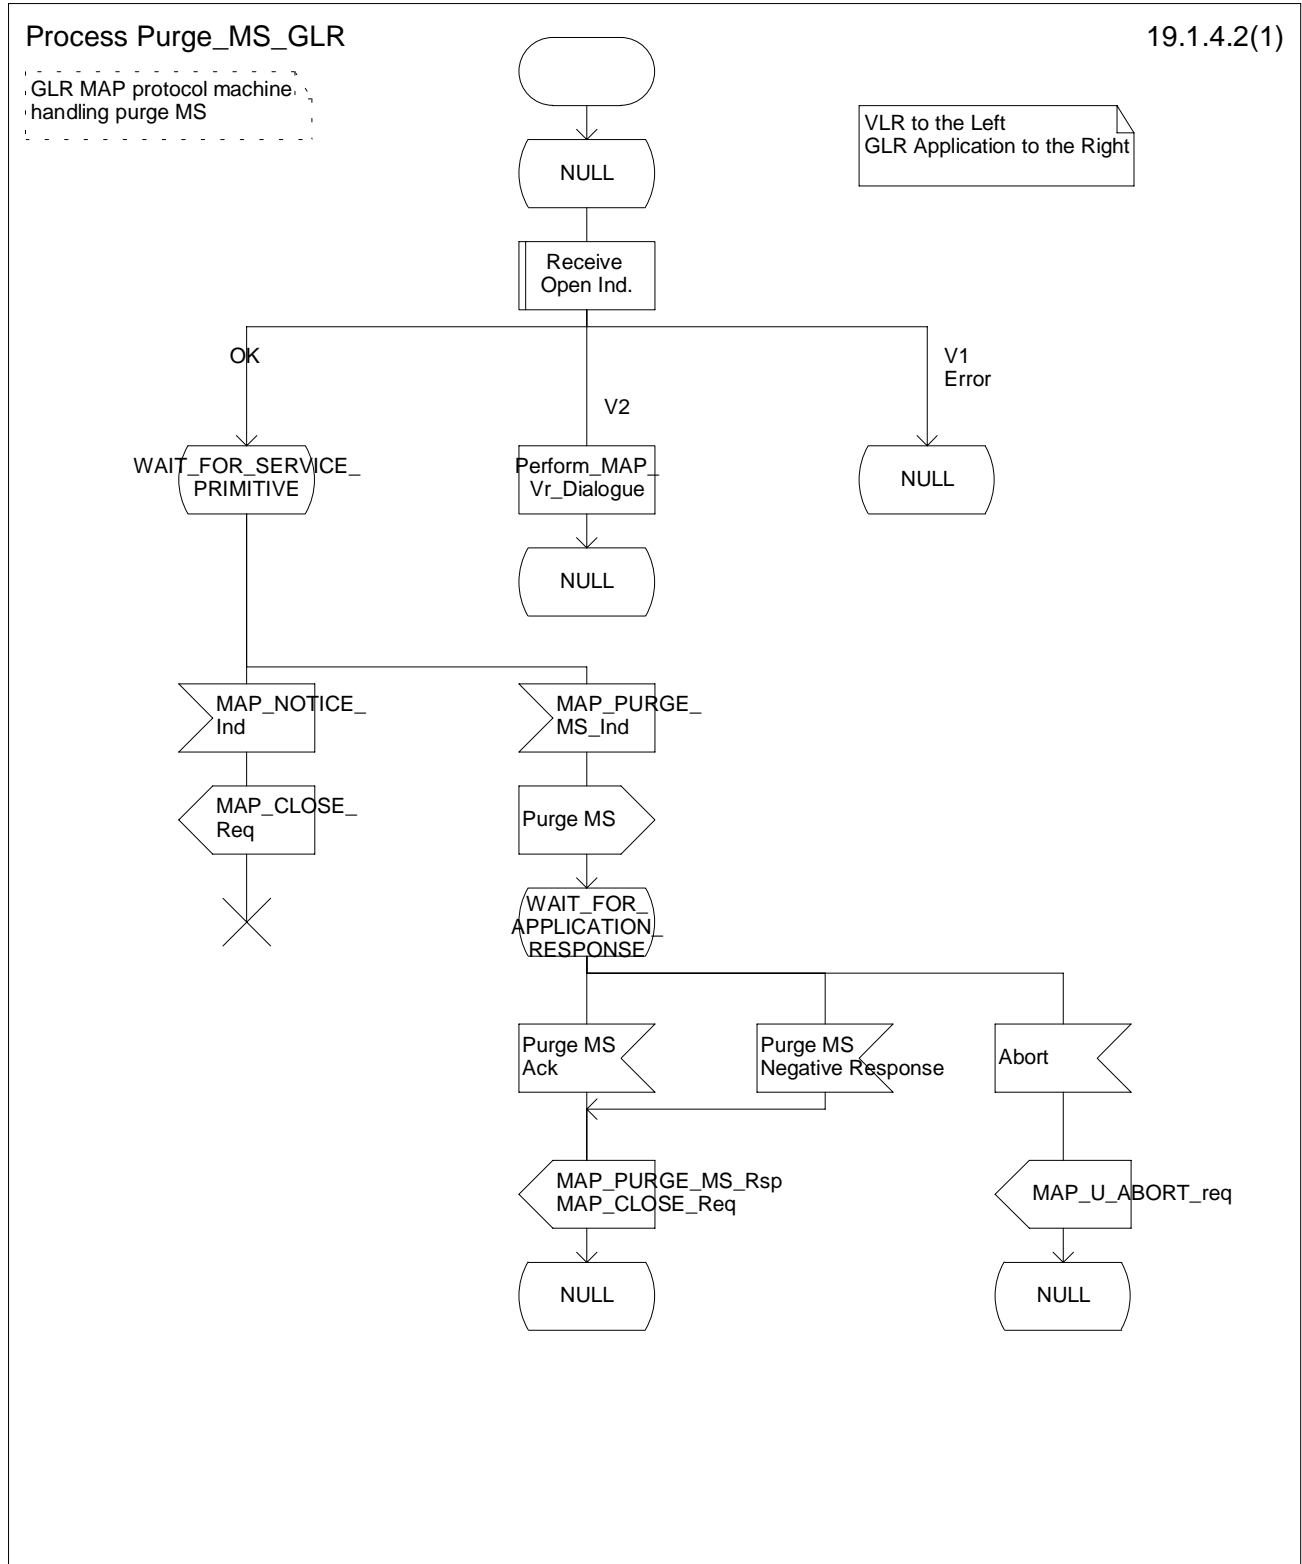 Process Purge_MS_GLR
19.1.4.2(1)
GLR MAP protocol machine
handling purge MS
VLR to the Left
GLR Application to the Right
NULL
Receive
Open Ind.
OK
V1
Error
V2
WAIT_FOR_SERVICE_
PRIMITIVE
Perform_MAP_
Vr_Dialogue
NULL
NULL
MAP_NOTICE_
Ind
MAP_PURGE_
MS_Ind
MAP_CLOSE_
Req
Purge MS
WAIT_FOR_
APPLICATION_
RESPONSE
Purge MS
Ack
Purge MS
Negative Response
Abort
MAP_PURGE_MS_Rsp
MAP_CLOSE_Req
MAP_U_ABORT_req
NULL
NULL